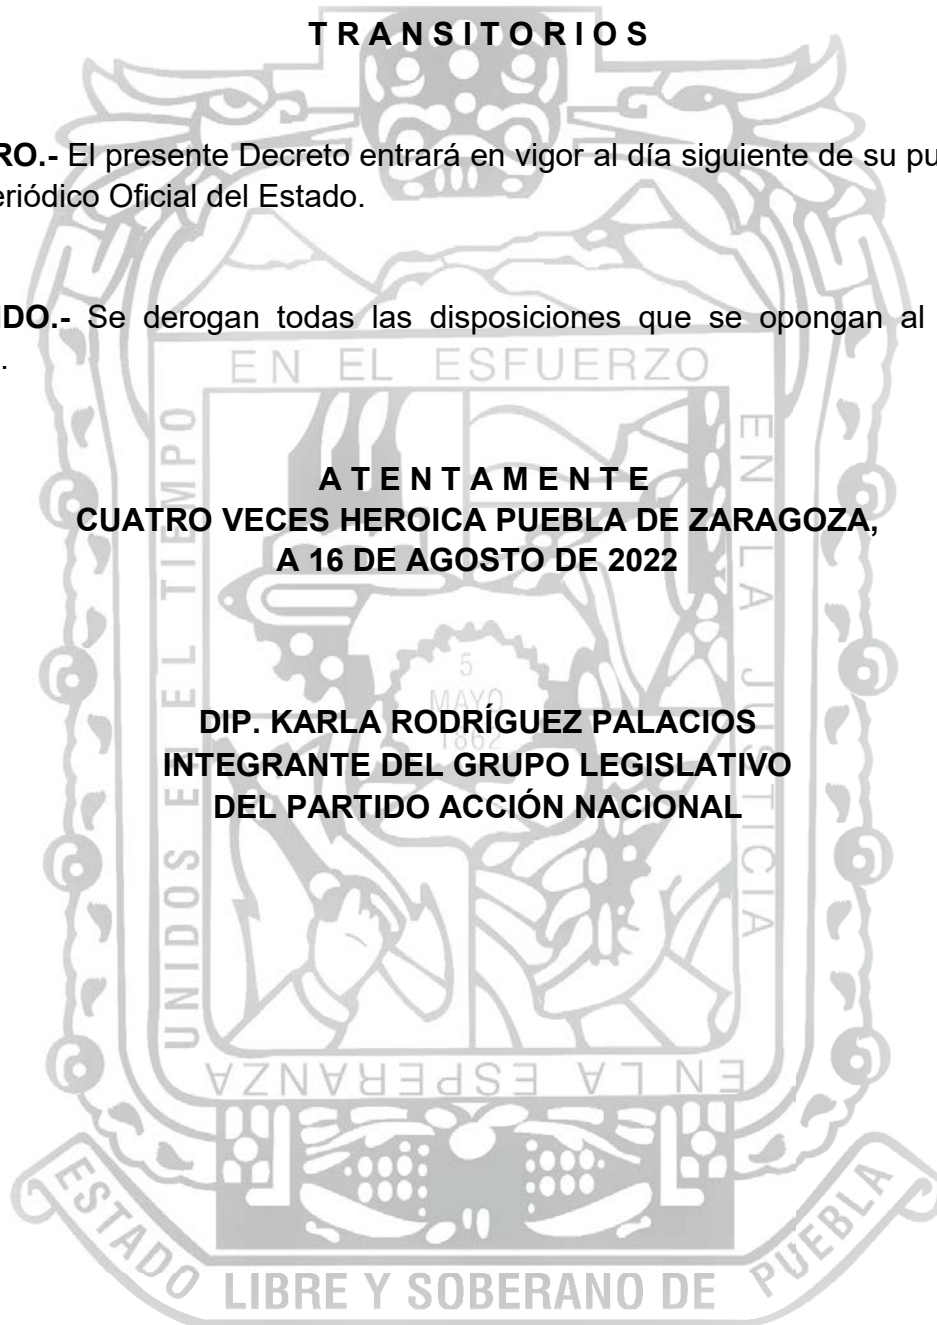 TRANSITORIOS
RO.- El presente Decreto entrará en vigor al día siguiente de su pu
eriódico Oficial del Estado.
NDO.- Se derogan todas las disposiciones que se opongan al
.
EN EL ESFUERZO
UNIDOS EN EL TIEMPO
EN LA JUSTICIA
ATENTAMENTE
CUATRO VECES HEROICA PUEBLA DE ZARAGOZA,
A 16 DE AGOSTO DE 2022
5
MAYO
1862
DIP. KARLA RODRÍGUEZ PALACIOS
INTEGRANTE DEL GRUPO LEGISLATIVO
DEL PARTIDO ACCIÓN NACIONAL
EN LA ESPERANZA
ESTADO LIBRE Y SOBERANO DE PUEBLA